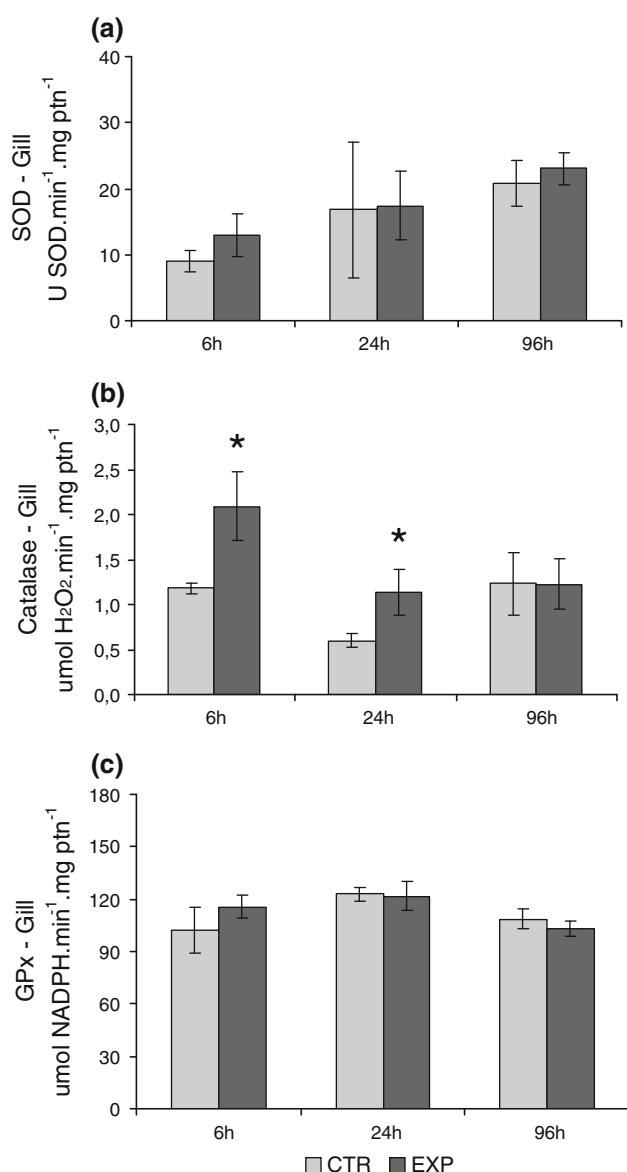 (a)
SOD - Gill
U SOD.min⁻¹.mg ptn⁻¹
40
30
20
10
0
6h 24h 96h
(b)
Catalase - Gill
umol H₂O₂.min⁻¹.mg ptn⁻¹
3,0
2,5
2,0
1,5
1,0
0,5
0,0
* *
6h 24h 96h
(c)
GPx - Gill
umol NADPH.min⁻¹.mg ptn⁻¹
180
150
120
90
60
30
0
6h 24h 96h
CTR EXP